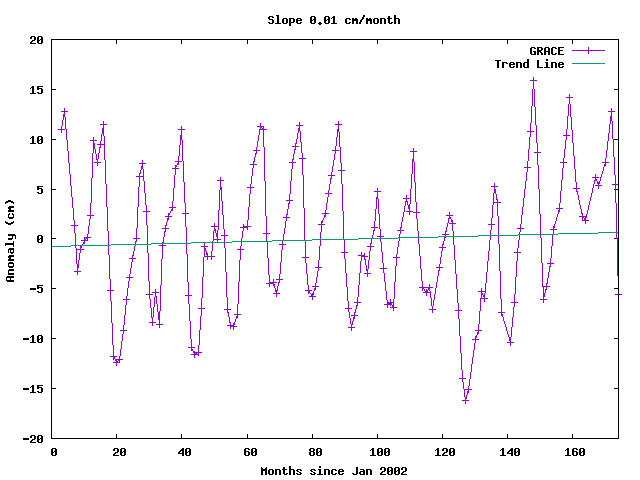 Slope 0.01 cm/month
GRACE
Trend Line
20
15
10
5
0
-5
-10
-15
-20
Anomaly (cm)
0 20 40 60 80 100 120 140 160
Months since Jan 2002